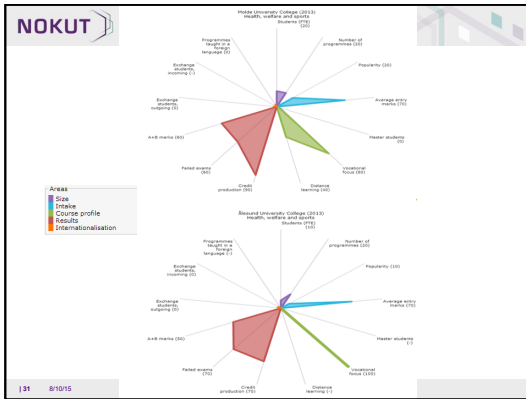 NOKUT
Molde University College (2013)
Health, welfare and sports
Students (FTE)
(20)
Number of
programmes (20)
Popularity (20)
Average entry
marks (70)
Master students
(0)
Vocational
focus (80)
Distance
learning (40)
Credit
production (90)
Failed exams
(60)
A+B marks (60)
Exchange
students,
outgoing (0)
Exchange
students,
incoming (-)
Programmes
taught in a
foreign
language (0)
Areas
Size
Intake
Course profile
Results
Internationalisation
Ålesund University College (2013)
Health, welfare and sports
Students (FTE)
(10)
Number of
programmes (20)
Popularity (10)
Average entry
marks (70)
Master students
(-)
Vocational
focus (100)
Distance
learning (-)
Credit
production (70)
Failed exams
(70)
A+B marks (50)
Exchange
students,
outgoing (0)
Exchange
students,
incoming (0)
Programmes
taught in a
foreign
language (-)
| 31 8/10/15